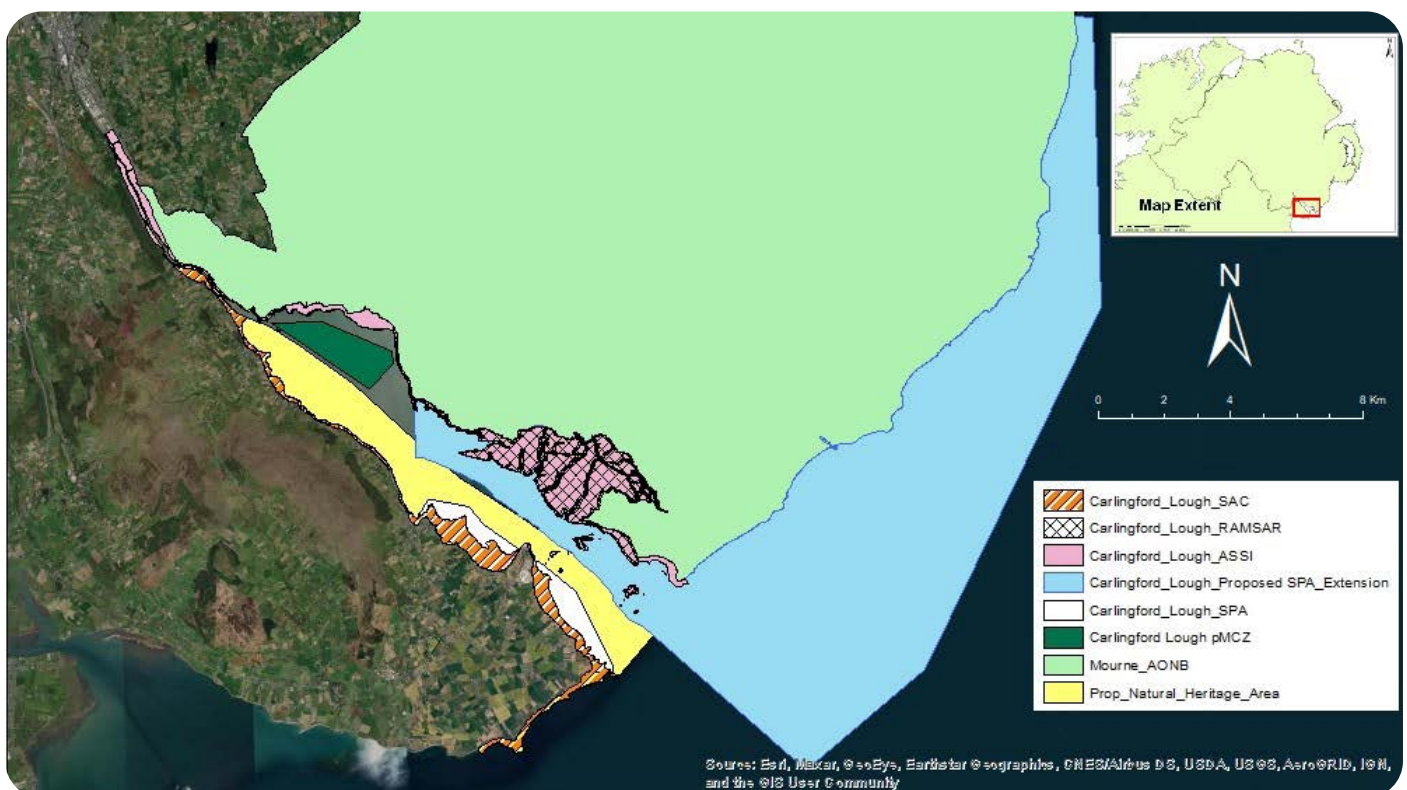 N
Map Extent
N
0 2 4 8 Km
Carlingford_Lough_SAC
Carlingford_Lough_RAMSAR
Carlingford_Lough_ASSI
Carlingford_Lough_Proposed SPA_Extension
Carlingford_Lough_SPA
Carlingford Lough pMCZ
Mourne_AONB
Prop_Natural_Heritage_Area
Source: Esri, Maxar, GeoEye, Earthstar Geographics, CNES/Airbus DS, USDA, USGS, AeroGRID, IGN,
and the GIS User Community